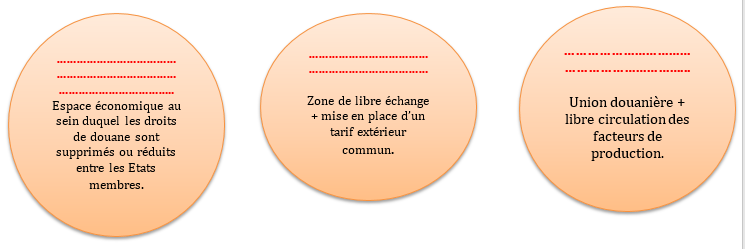 Espace économique au
sein duquel les droits
de douane sont
supprimés ou réduits
entre les Etats
membres.
Zone de libre échange
+ mise en place d'un
tarif extérieur
commun.
Union douanière +
libre circulation des
facteurs de
production.